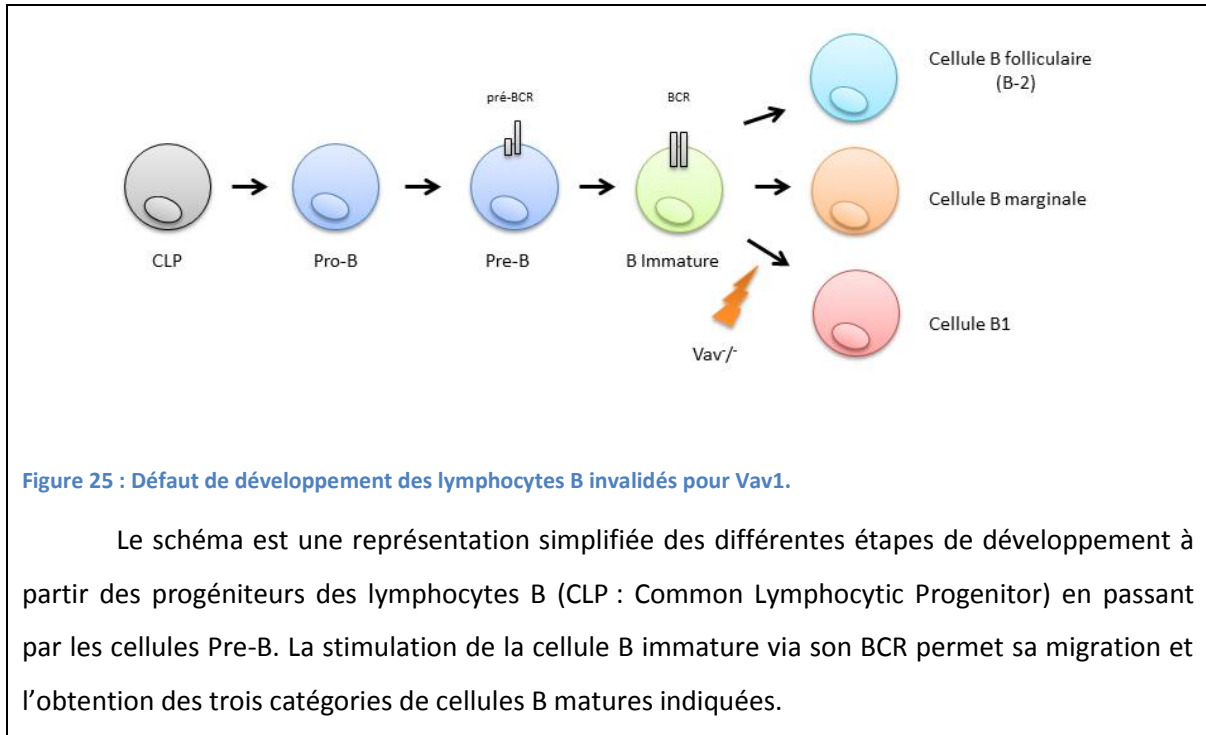 Cellule B folliculaire
(B-2)
pré-BCR
BCR
Cellule B marginale
CLP
Pro-B
Pre-B
B Immature
Cellule B1
Vav-/-
Figure 25 : Défaut de développement des lymphocytes B invalidés pour Vav1.
Le schéma est une représentation simplifiée des différentes étapes de développement à
partir des progéniteurs des lymphocytes B (CLP : Common Lymphocytic Progenitor) en passant
par les cellules Pre-B. La stimulation de la cellule B immature via son BCR permet sa migration et
l’obtention des trois catégories de cellules B matures indiquées.